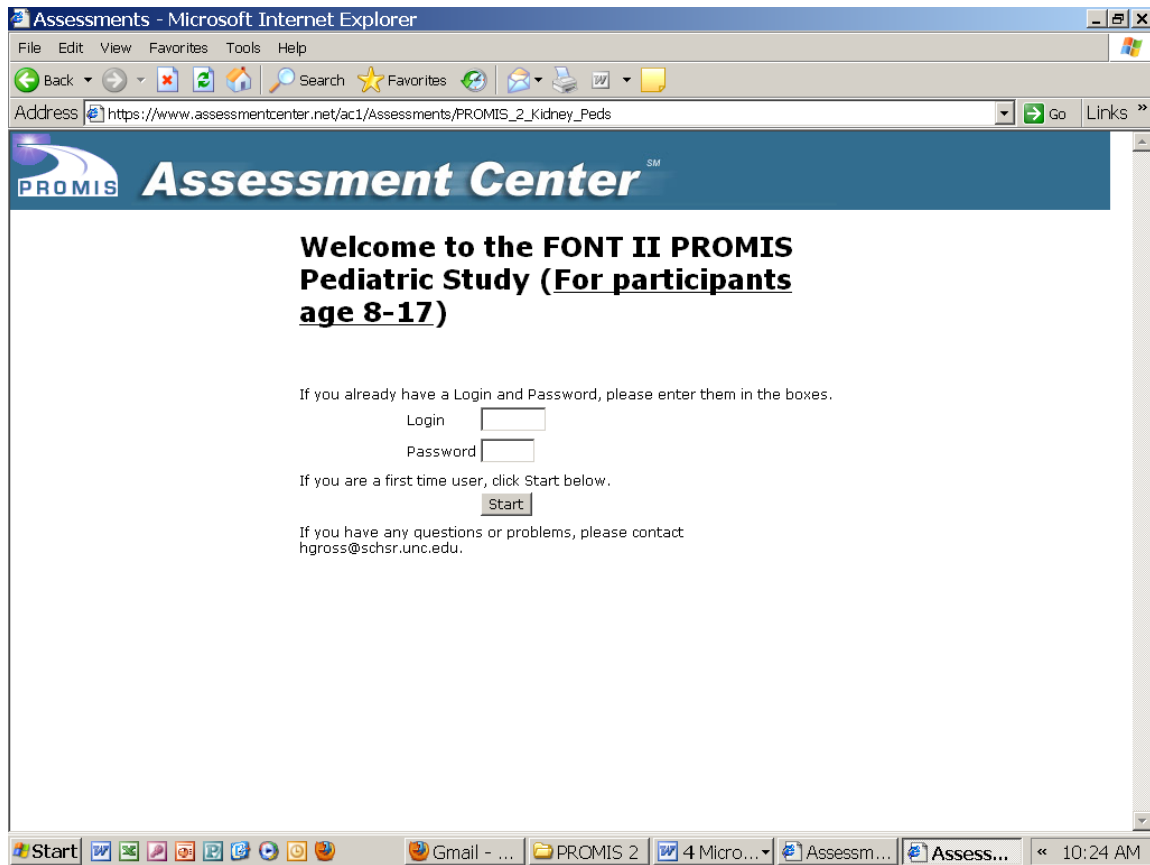 Assessments - Microsoft Internet Explorer
File Edit View Favorites Tools Help
Back Search Favorites
Address https://www.assessmentcenter.net/ac1/Assessments/PROMIS_2_Kidney_Peds Go Links »
PROMIS Assessment Center SM
Welcome to the FONT II PROMIS
Pediatric Study (For participants
age 8-17)
If you already have a Login and Password, please enter them in the boxes.
Login
Password
If you are a first time user, click Start below.
Start
If you have any questions or problems, please contact
hgross@schsr.unc.edu.
Start Gmail - ... PROMIS 2 4 Micro... Assessm... Assess... « 10:24 AM